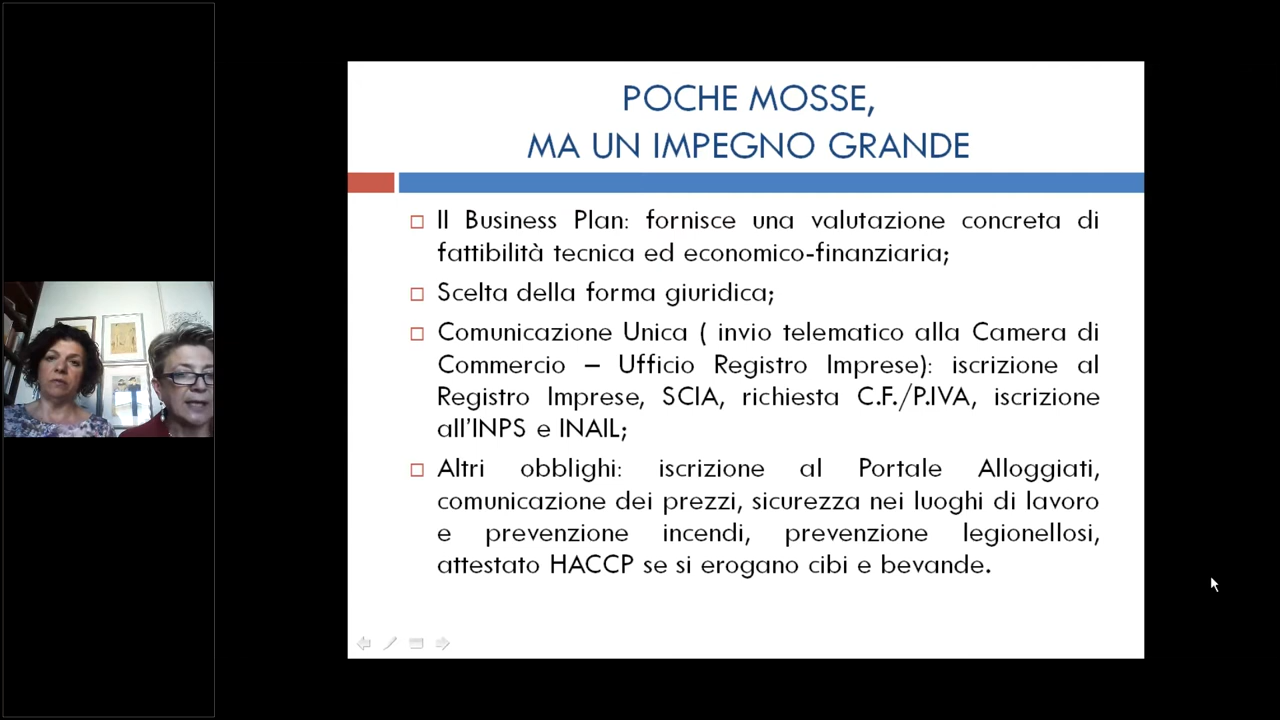 POCHE MOSSE,
MA UN IMPEGNO GRANDE
Il Business Plan: fornisce una valutazione concreta di
fattibilità tecnica ed economico-finanziaria;
Scelta della forma giuridica;
Comunicazione Unica ( invio telematico alla Camera di
Commercio – Ufficio Registro Imprese): iscrizione al
Registro Imprese, SCIA, richiesta C.F./P.IVA, iscrizione
all'INPS e INAIL;
Altri obblighi: iscrizione al Portale Alloggiati,
comunicazione dei prezzi, sicurezza nei luoghi di lavoro
e prevenzione incendi, prevenzione legionellosi,
attestato HACCP se si erogano cibi e bevande.